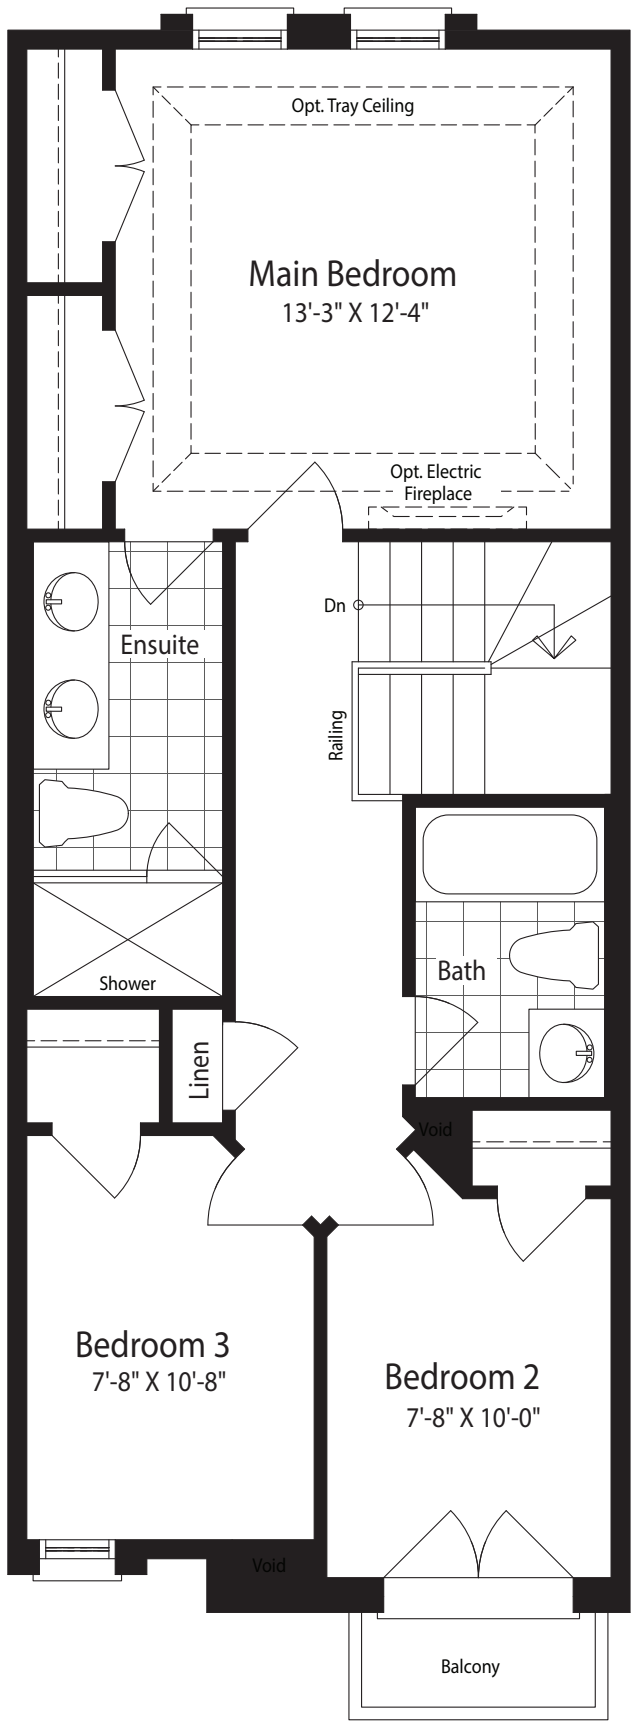 Opt. Tray Ceiling
Main Bedroom
13'-3" X 12'-4"
Opt. Electric
Fireplace
Dn
Ensuite
Railing
Bath
Shower
Linen
Void
Bedroom 3
7'-8" X 10'-8"
Bedroom 2
7'-8" X 10'-0"
Void
Balcony